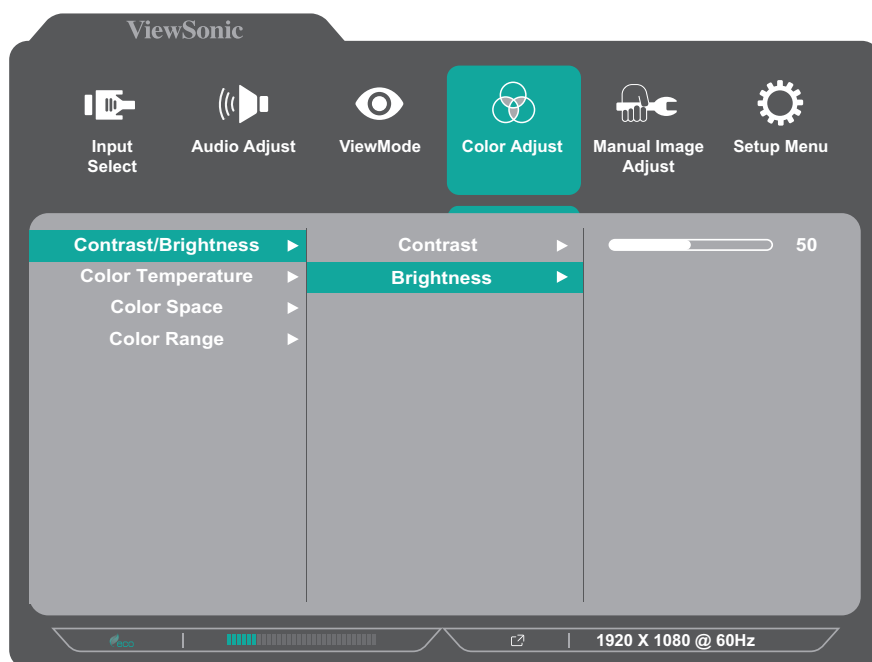 ViewSonic
Input
Select
Audio Adjust
ViewMode
Color Adjust
Manual Image
Adjust
Setup Menu
Contrast/Brightness
Color Temperature
Color Space
Color Range
Contrast
Brightness
50
eco
1920 X 1080 @ 60Hz